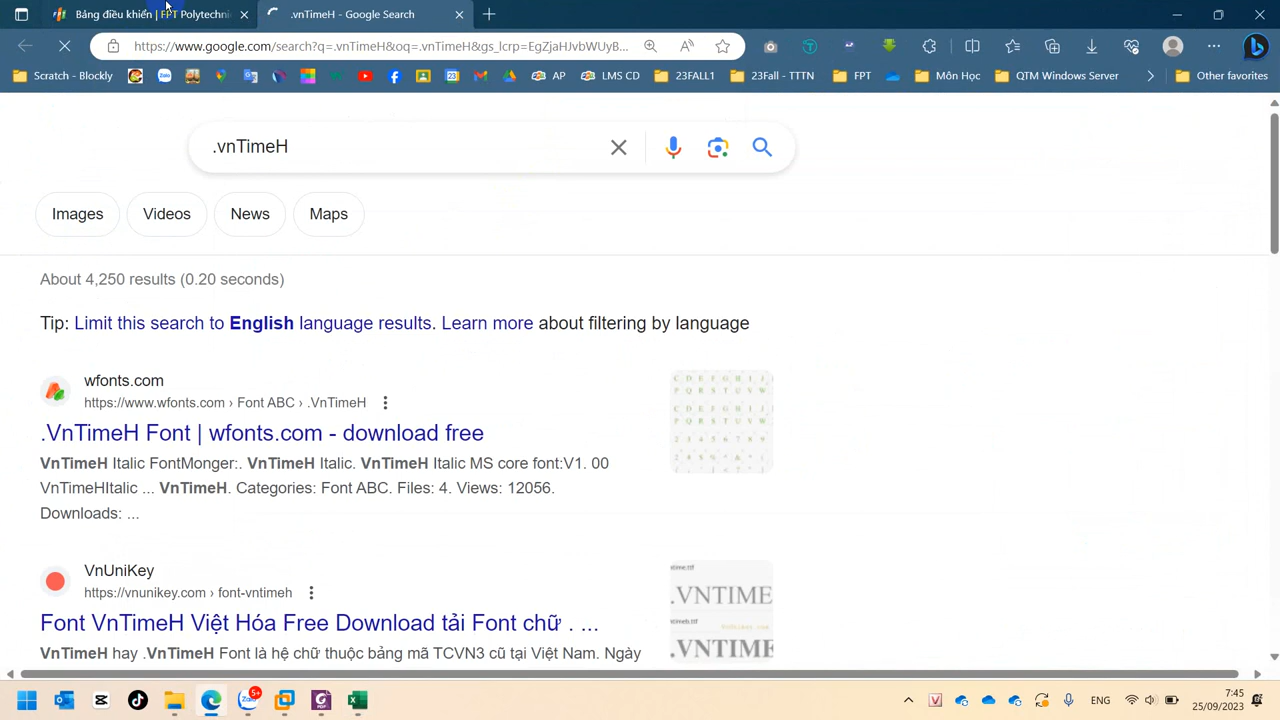 Bảng điều khiển | FPT Polytechni
.vnTimeH - Google Search
https://www.google.com/search?q=.vnTimeH&oq=.vnTimeH&gs_lcrp=EgZjaHJvbWUyB...
Scratch - Blockly
AP
LMS CD
23FALL1
23Fall - TTTN
FPT
Môn Học
QTM Windows Server
Other favorites
.vnTimeH
Images
Videos
News
Maps
About 4,250 results (0.20 seconds)
Tip: Limit this search to English language results. Learn more about filtering by language
wfonts.com
https://www.wfonts.com › Font ABC › .VnTimeH
.VnTimeH Font | wfonts.com - download free
VnTimeH Italic FontMonger:. VnTimeH Italic. VnTimeH Italic MS core font:V1. 00
VnTimeHItalic ... VnTimeH. Categories: Font ABC. Files: 4. Views: 12056.
Downloads: ...
VnUniKey
https://vnunikey.com › font-vntimeh
Font VnTimeH Việt Hóa Free Download tải Font chữ . ...
VnTimeH hay .VnTimeH Font là hệ chữ thuộc bảng mã TCVN3 cũ tại Việt Nam. Ngày
.VNTIME
.VNTIME
5+
ENG
7:45
25/09/2023